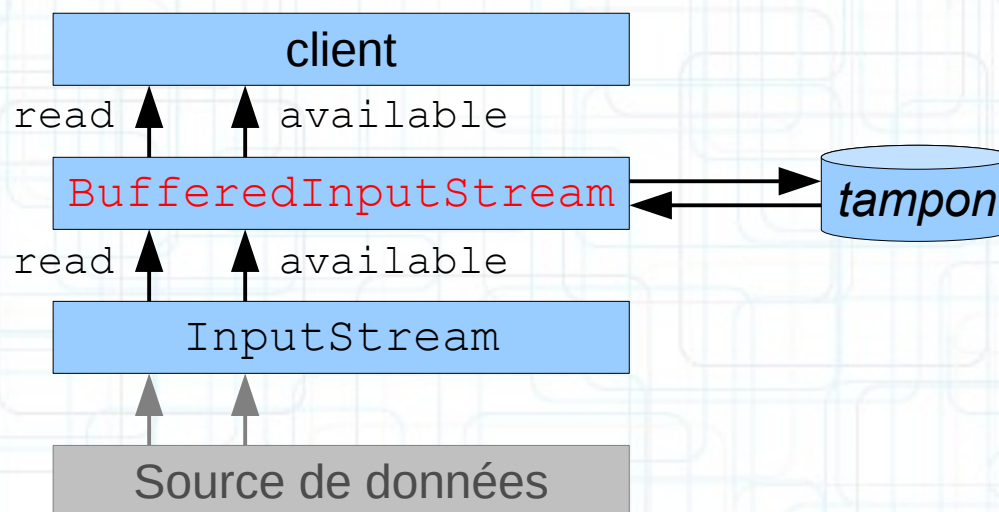 client
read available
BufferedInputStream
tampon
read available
InputStream
Source de données